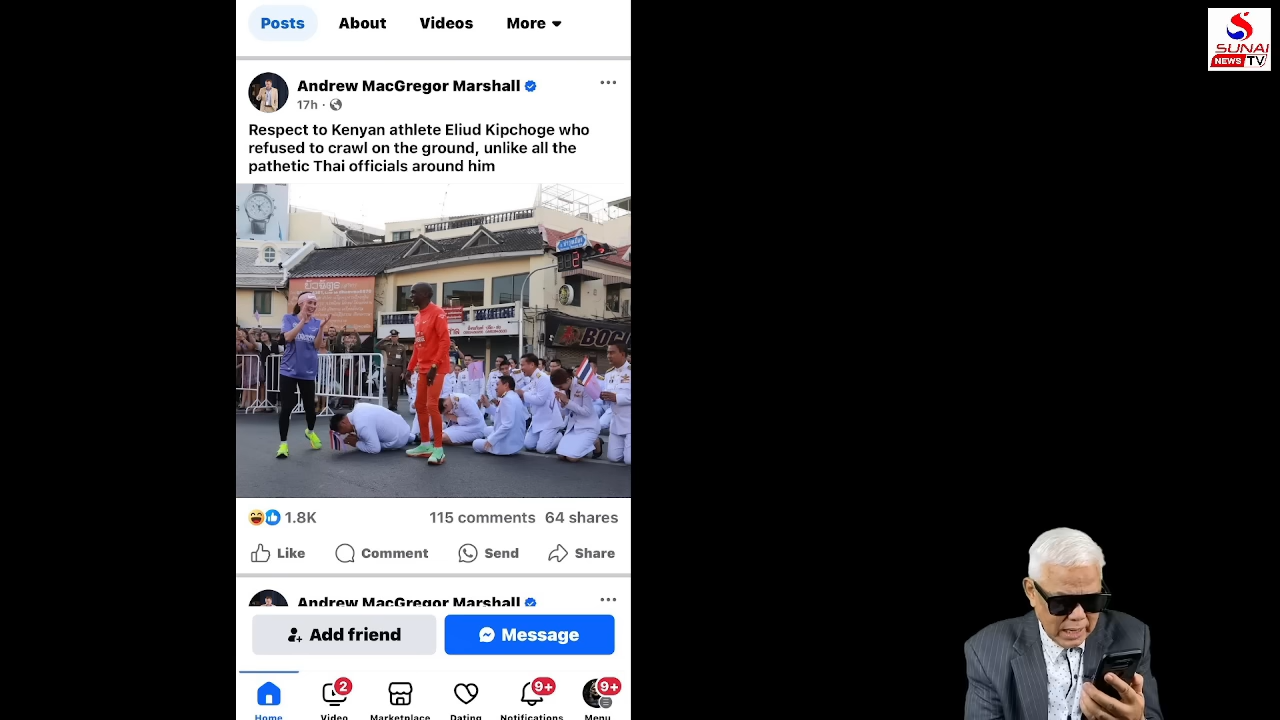 Posts About Videos More
SUNAI
NEWS TV
Andrew MacGregor Marshall
17h ·
Respect to Kenyan athlete Eliud Kipchoge who
refused to crawl on the ground, unlike all the
pathetic Thai officials around him
2
1.8K 115 comments 64 shares
Like Comment Send Share
Andrew MacGregor Marshall
Add friend Message
2 9+ 9+
Home Video Marketplace Dating Notifications Menu